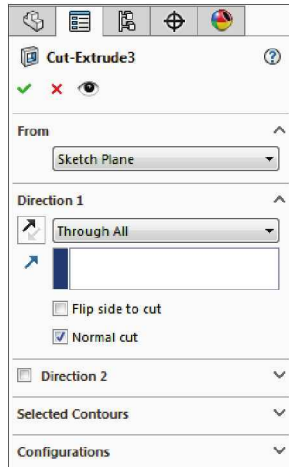 Cut-Extrude3
From
Sketch Plane
Direction 1
Through All
Flip side to cut
Normal cut
Direction 2
Selected Contours
Configurations